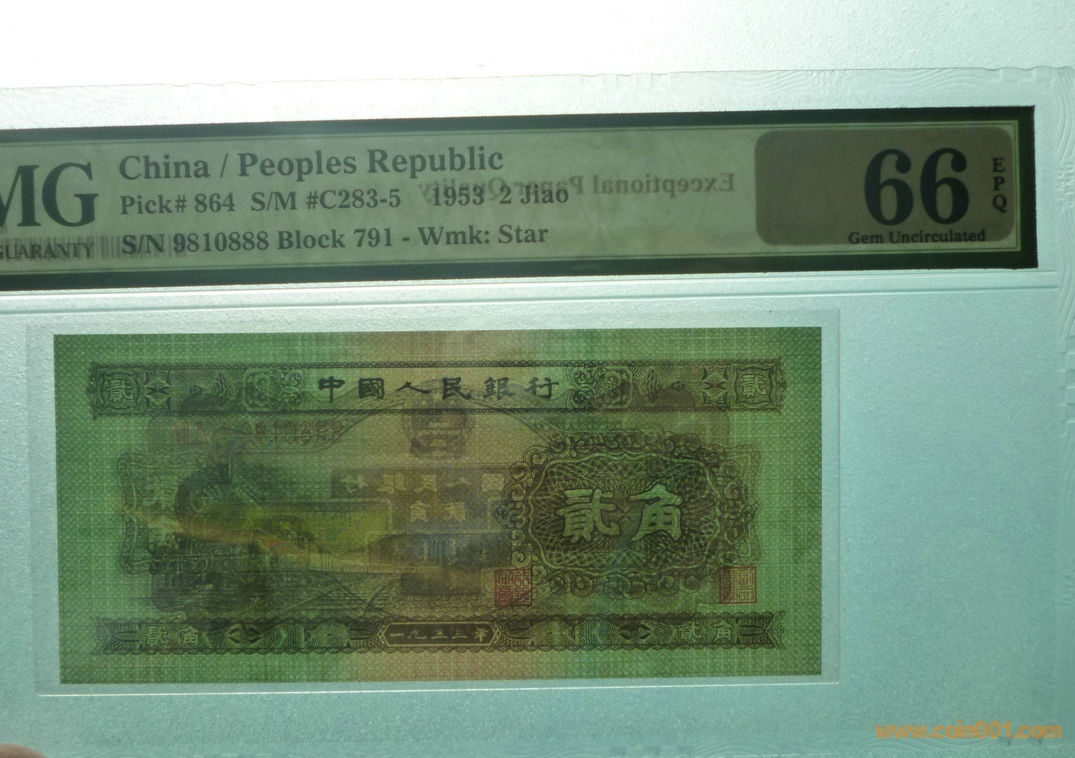 MG
GUARANTY
China / Peoples Republic
Pick# 864 S/M #C283-5 1953 2 Jiao
S/N 9810888 Block 791 - Wmk: Star
Exceptional Paper Quality
66
EPQ
Gem Uncirculated
貳 中國人民銀行 貳
貳角
貳角 一九五三年 貳角
www.coin001.com